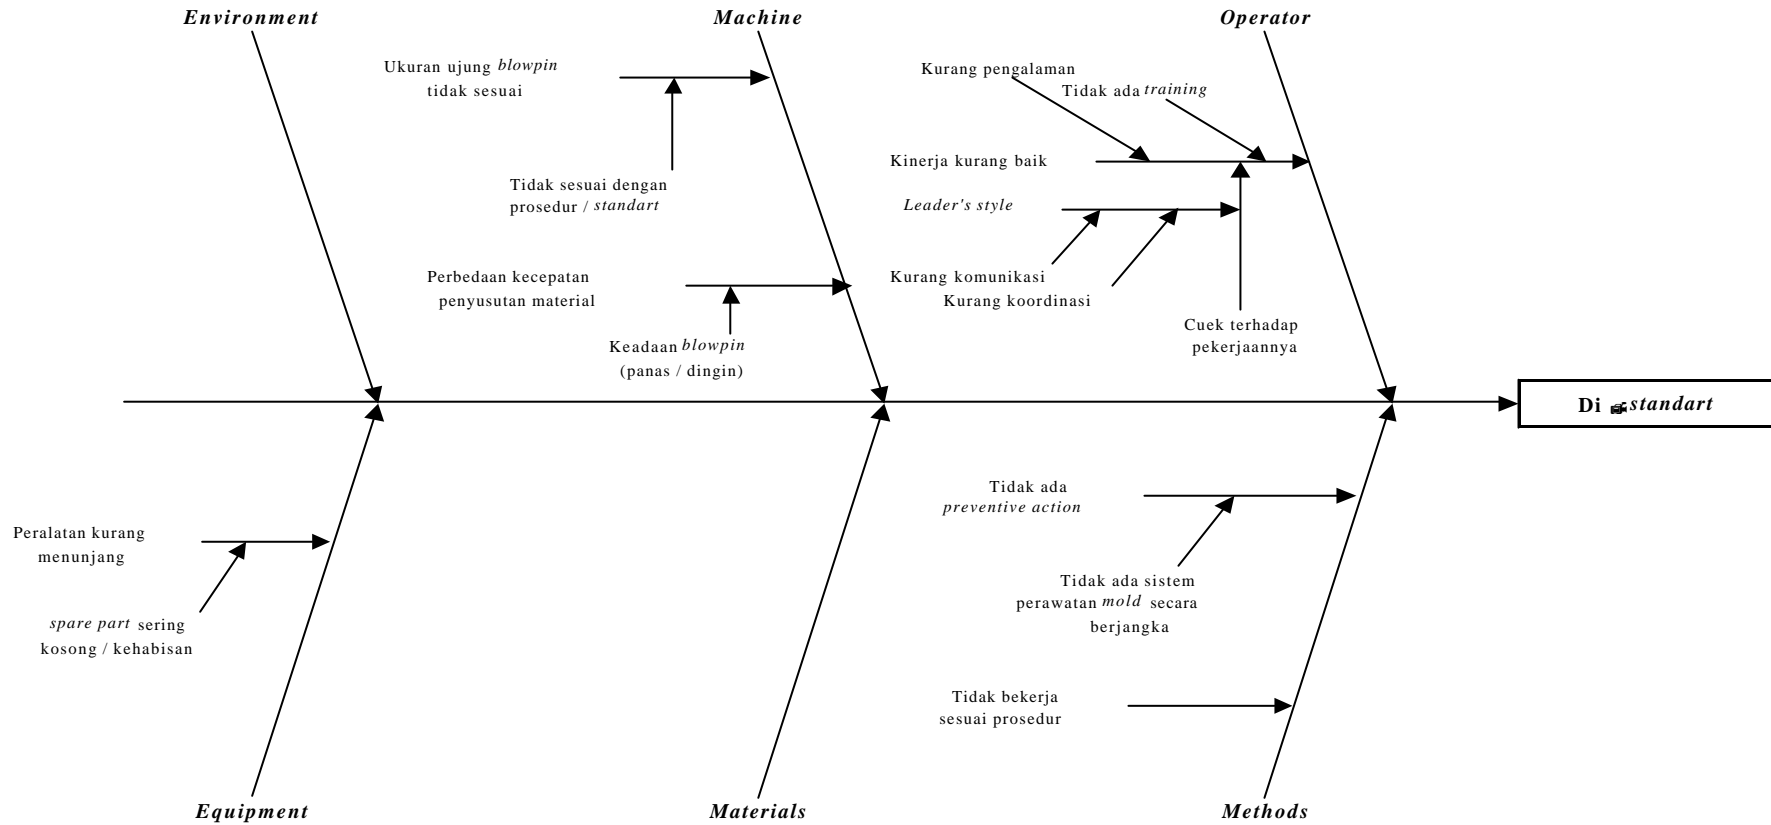 Environment
Machine
Operator
Ukuran ujung blowpin
tidak sesuai
Kurang pengalaman
Tidak ada training
Kinerja kurang baik
Tidak sesuai dengan
prosedur / standart
Leader's style
Perbedaan kecepatan
penyusutan material
Kurang komunikasi
Kurang koordinasi
Keadaan blowpin
(panas / dingin)
Cuek terhadap
pekerjaannya
Di standart
Tidak ada
preventive action
Peralatan kurang
menunjang
Tidak ada sistem
perawatan mold secara
berjangka
spare part sering
kosong / kehabisan
Tidak bekerja
sesuai prosedur
Equipment
Materials
Methods